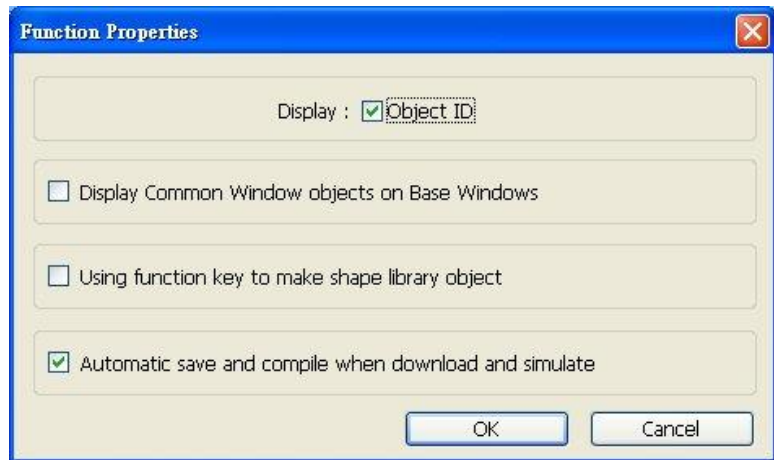 Function Properties
Display : Object ID
Display Common Window objects on Base Windows
Using function key to make shape library object
Automatic save and compile when download and simulate
OK Cancel